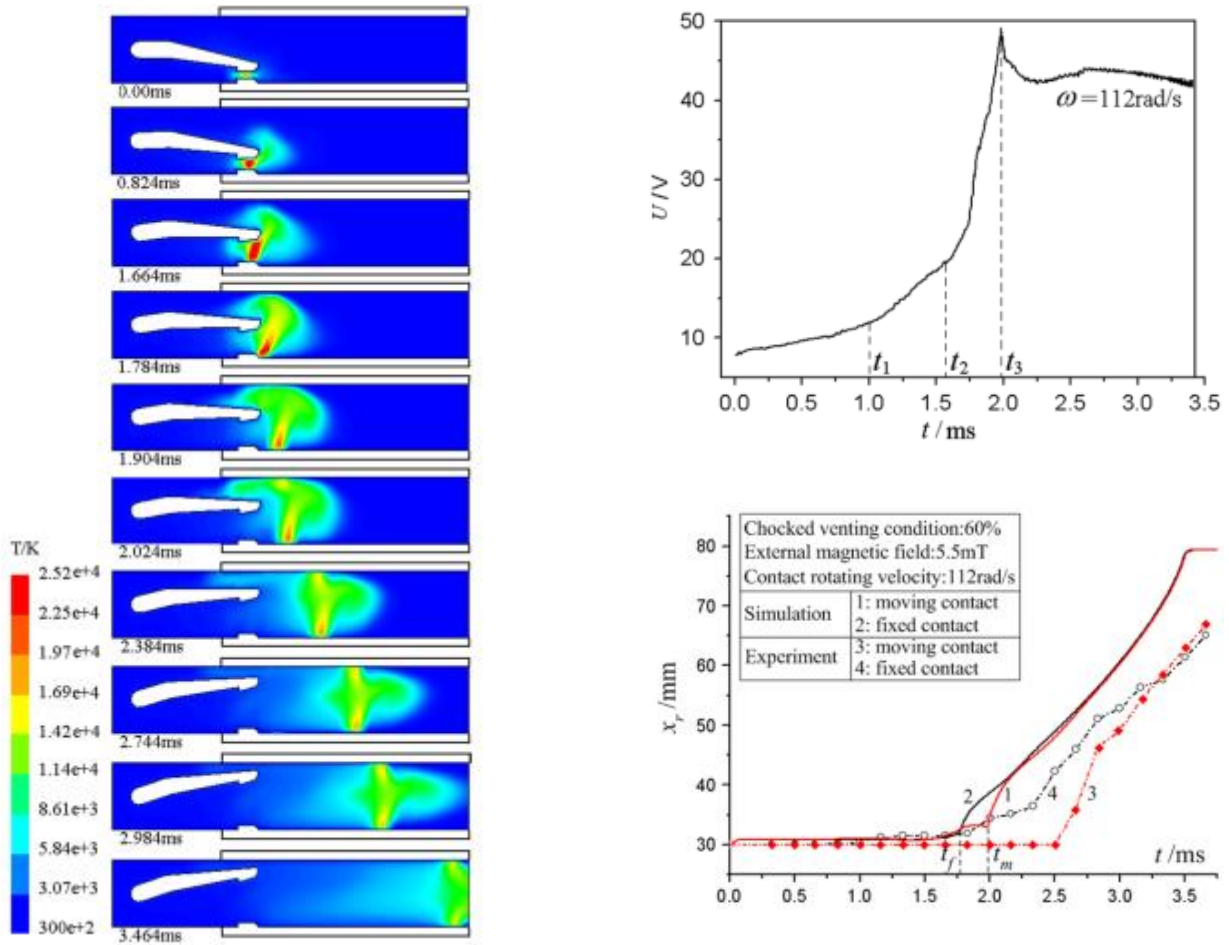 0.00ms
0.824ms
1.664ms
1.784ms
1.904ms
2.024ms
2.384ms
2.744ms
2.984ms
3.464ms
T/K
2.52e+4
2.25e+4
1.97e+4
1.69e+4
1.42e+4
1.14e+4
8.61e+3
5.84e+3
3.07e+3
300e+2
50
40
30
20
10
U/V
ω=112rad/s
t1 t2 t3
0.0 0.5 1.0 1.5 2.0 2.5 3.0 3.5
t / ms
Chocked venting condition:60%
External magnetic field:5.5mT
Contact rotating velocity:112rad/s
Simulation
1: moving contact
2: fixed contact
Experiment
3: moving contact
4: fixed contact
80
70
60
50
40
30
xr/mm
2 1 4 3
tf tm
t / ms
0.0 0.5 1.0 1.5 2.0 2.5 3.0 3.5